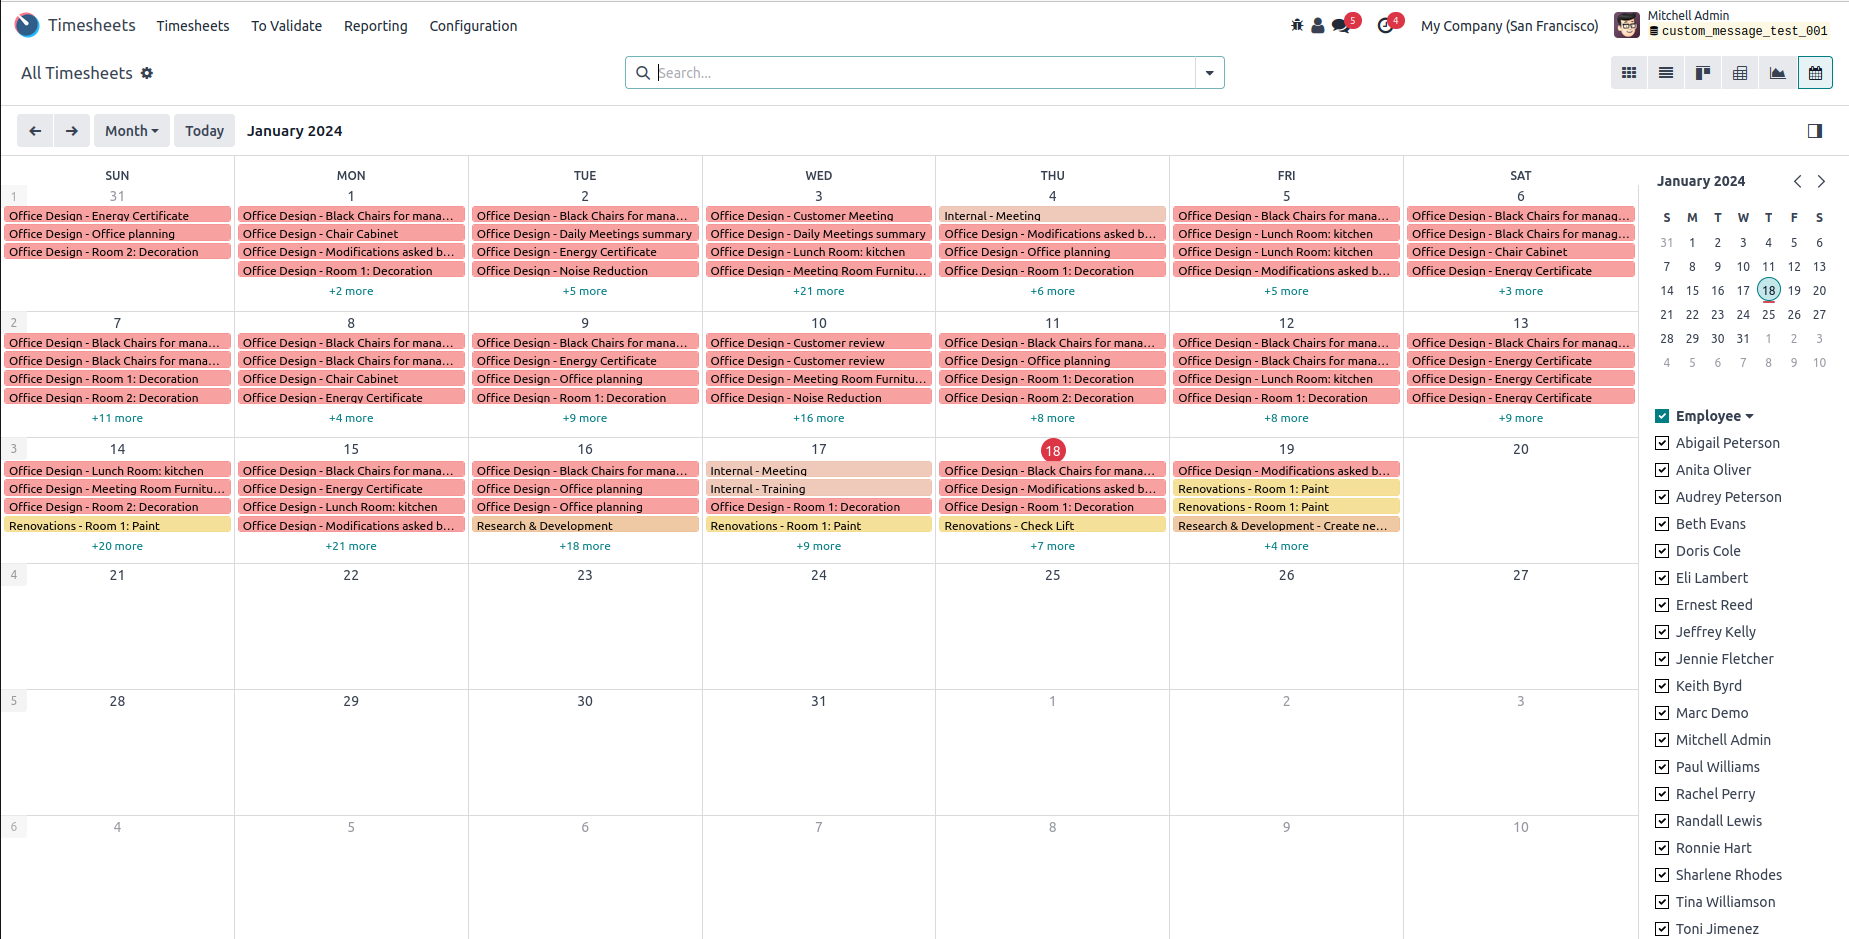 Timesheets Timesheets To Validate Reporting Configuration 5 4 My Company (San Francisco) Mitchell Admin
custom_message_test_001
All Timesheets Search...
Month Today January 2024
SUN MON TUE WED THU FRI SAT
1 31 1 2 3 4 5 6
Office Design - Energy Certificate Office Design - Black Chairs for mana... Office Design - Black Chairs for mana... Office Design - Customer Meeting Internal - Meeting Office Design - Black Chairs for mana... Office Design - Black Chairs for manag...
Office Design - Office planning Office Design - Chair Cabinet Office Design - Daily Meetings summary Office Design - Daily Meetings summary Office Design - Modifications asked b... Office Design - Lunch Room: kitchen Office Design - Black Chairs for manag...
Office Design - Room 2: Decoration Office Design - Modifications asked b... Office Design - Energy Certificate Office Design - Lunch Room: kitchen Office Design - Office planning Office Design - Lunch Room: kitchen Office Design - Chair Cabinet
Office Design - Room 1: Decoration Office Design - Noise Reduction Office Design - Meeting Room Furnitu... Office Design - Room 1: Decoration Office Design - Modifications asked b... Office Design - Energy Certificate
+2 more +5 more +21 more +6 more +5 more +3 more
2 7 8 9 10 11 12 13
Office Design - Black Chairs for mana... Office Design - Black Chairs for mana... Office Design - Black Chairs for mana... Office Design - Customer review Office Design - Black Chairs for mana... Office Design - Black Chairs for mana... Office Design - Black Chairs for manag...
Office Design - Black Chairs for mana... Office Design - Black Chairs for mana... Office Design - Energy Certificate Office Design - Customer review Office Design - Office planning Office Design - Black Chairs for mana... Office Design - Energy Certificate
Office Design - Room 1: Decoration Office Design - Chair Cabinet Office Design - Office planning Office Design - Meeting Room Furnitu... Office Design - Room 1: Decoration Office Design - Lunch Room: kitchen Office Design - Energy Certificate
Office Design - Room 2: Decoration Office Design - Energy Certificate Office Design - Room 1: Decoration Office Design - Noise Reduction Office Design - Room 2: Decoration Office Design - Room 1: Decoration Office Design - Energy Certificate
+11 more +4 more +9 more +16 more +8 more +8 more +9 more
3 14 15 16 17 18 19 20
Office Design - Lunch Room: kitchen Office Design - Black Chairs for mana... Office Design - Black Chairs for mana... Internal - Meeting Office Design - Black Chairs for mana... Office Design - Modifications asked b...
Office Design - Meeting Room Furnitu... Office Design - Energy Certificate Office Design - Office planning Internal - Training Office Design - Modifications asked b... Renovations - Room 1: Paint
Office Design - Room 2: Decoration Office Design - Lunch Room: kitchen Office Design - Office planning Office Design - Room 1: Decoration Office Design - Room 1: Decoration Renovations - Room 1: Paint
Renovations - Room 1: Paint Office Design - Modifications asked b... Research & Development Renovations - Room 1: Paint Renovations - Check Lift Research & Development - Create ne...
+20 more +21 more +18 more +9 more +7 more +4 more
4 21 22 23 24 25 26 27
5 28 29 30 31 1 2 3
6 4 5 6 7 8 9 10
January 2024
S M T W T F S
31 1 2 3 4 5 6
7 8 9 10 11 12 13
14 15 16 17 18 19 20
21 22 23 24 25 26 27
28 29 30 31 1 2 3
4 5 6 7 8 9 10
Employee
Abigail Peterson
Anita Oliver
Audrey Peterson
Beth Evans
Doris Cole
Eli Lambert
Ernest Reed
Jeffrey Kelly
Jennie Fletcher
Keith Byrd
Marc Demo
Mitchell Admin
Paul Williams
Rachel Perry
Randall Lewis
Ronnie Hart
Sharlene Rhodes
Tina Williamson
Toni Jimenez